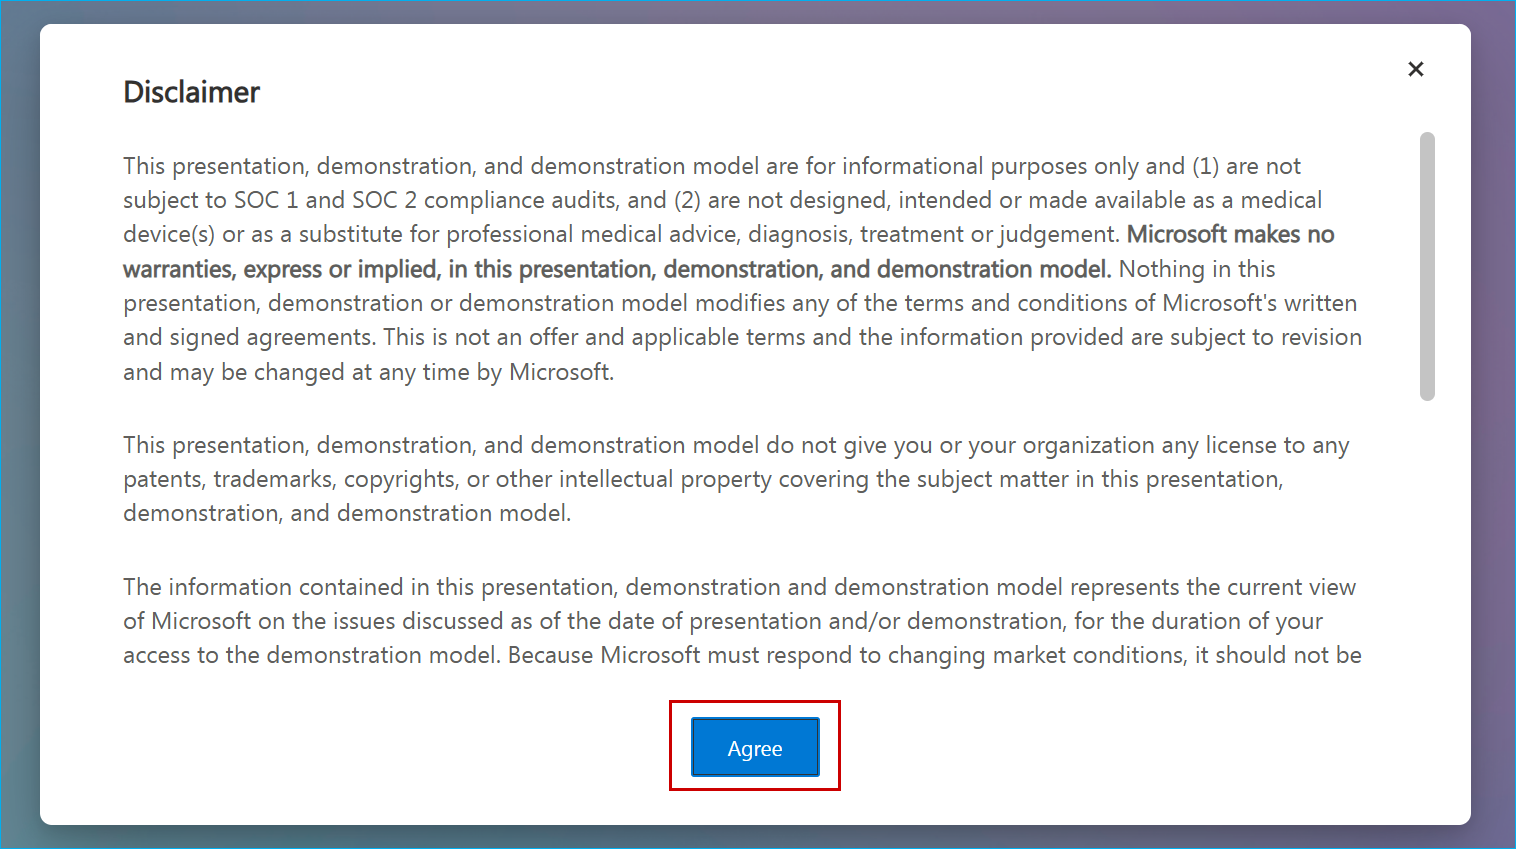 Disclaimer
This presentation, demonstration, and demonstration model are for informational purposes only and (1) are not
subject to SOC 1 and SOC 2 compliance audits, and (2) are not designed, intended or made available as a medical
device(s) or as a substitute for professional medical advice, diagnosis, treatment or judgement. Microsoft makes no
warranties, express or implied, in this presentation, demonstration, and demonstration model. Nothing in this
presentation, demonstration or demonstration model modifies any of the terms and conditions of Microsoft's written
and signed agreements. This is not an offer and applicable terms and the information provided are subject to revision
and may be changed at any time by Microsoft.
This presentation, demonstration, and demonstration model do not give you or your organization any license to any
patents, trademarks, copyrights, or other intellectual property covering the subject matter in this presentation,
demonstration, and demonstration model.
The information contained in this presentation, demonstration and demonstration model represents the current view
of Microsoft on the issues discussed as of the date of presentation and/or demonstration, for the duration of your
access to the demonstration model. Because Microsoft must respond to changing market conditions, it should not be
Agree